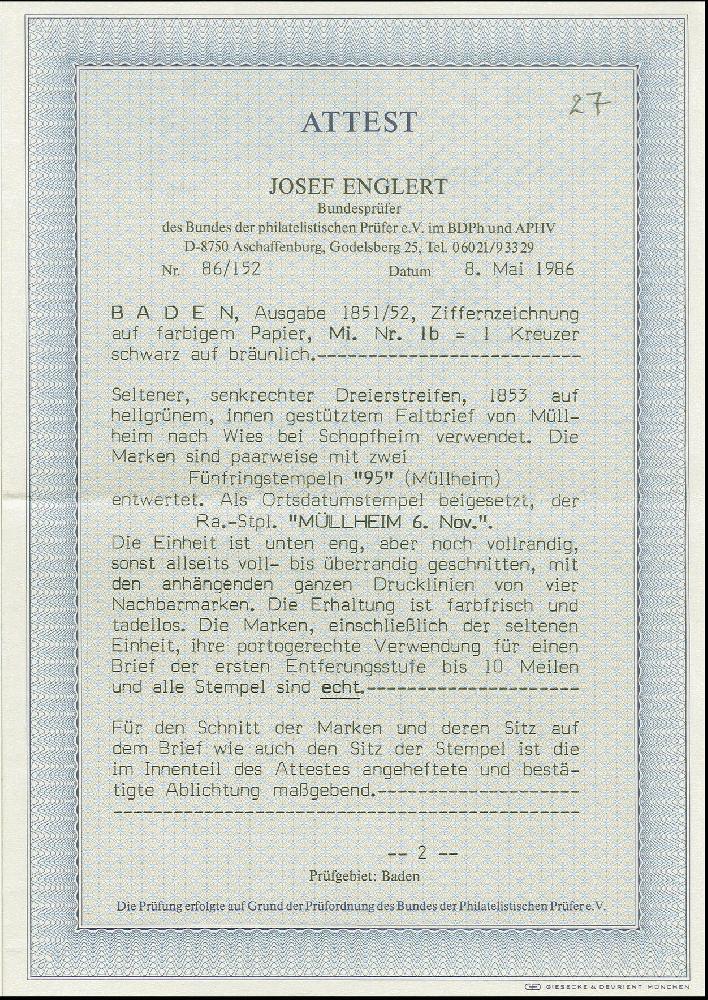 27
ATTEST
JOSEF ENGLERT
Bundesprüfer
des Bundes der philatelistischen Prüfer e.V. im BDPh und APHV
D-8750 Aschaffenburg, Godelsberg 25, Tel. 06021/93329
Nr. 86/152 Datum 8. Mai 1986
B A D E N, Ausgabe 1851/52, Ziffernzeichnung
auf farbigem Papier, Mi. Nr. 1b = 1 Kreuzer
schwarz auf bräunlich.--------------------------
Seltener, senkrechter Dreierstreifen, 1853 auf
hellgrünem, innen gestütztem Faltbrief von Müll-
heim nach Wies bei Schopfheim verwendet. Die
Marken sind paarweise mit zwei
Fünfringstempeln "95" (Müllheim)
entwertet. Als Ortsdatumstempel beigesetzt, der
Ra.-Stpl. "MÜLLHEIM 6. Nov.".
Die Einheit ist unten eng, aber noch vollrandig,
sonst allseits voll- bis überrandig geschnitten, mit
den anhängenden ganzen Drucklinien von vier
Nachbarmarken. Die Erhaltung ist farbfrisch und
tadellos. Die Marken, einschließlich der seltenen
Einheit, ihre portogerechte Verwendung für einen
Brief der ersten Entferungsstufe bis 10 Meilen
und alle Stempel sind echt.---------------------
Für den Schnitt der Marken und deren Sitz auf
dem Brief wie auch den Sitz der Stempel ist die
im Innenteil des Attestes angeheftete und bestä-
tigte Ablichtung maßgebend.--------------------
-----------------------------------------------
-- 2 --
Prüfgebiet: Baden
Die Prüfung erfolgte auf Grund der Prüfordnung des Bundes der Philatelistischen Prüfer e.V.
GIESECKE & DEVRIENT MÜNCHEN